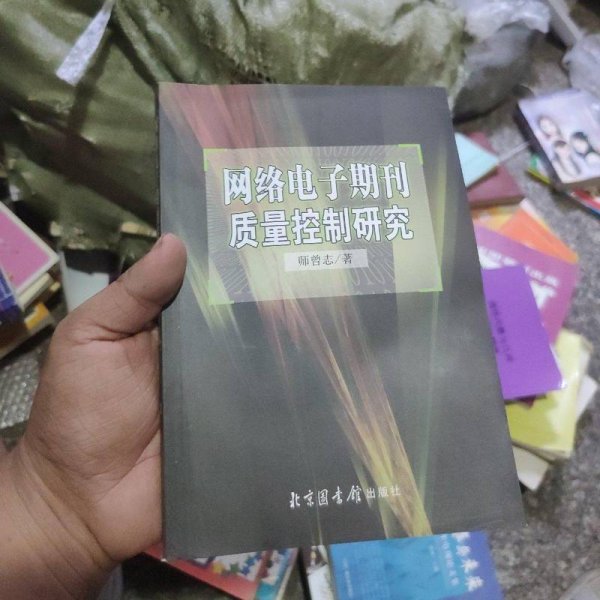 网络电子期刊
质量控制研究
师曾志/著
北京图书馆出版社